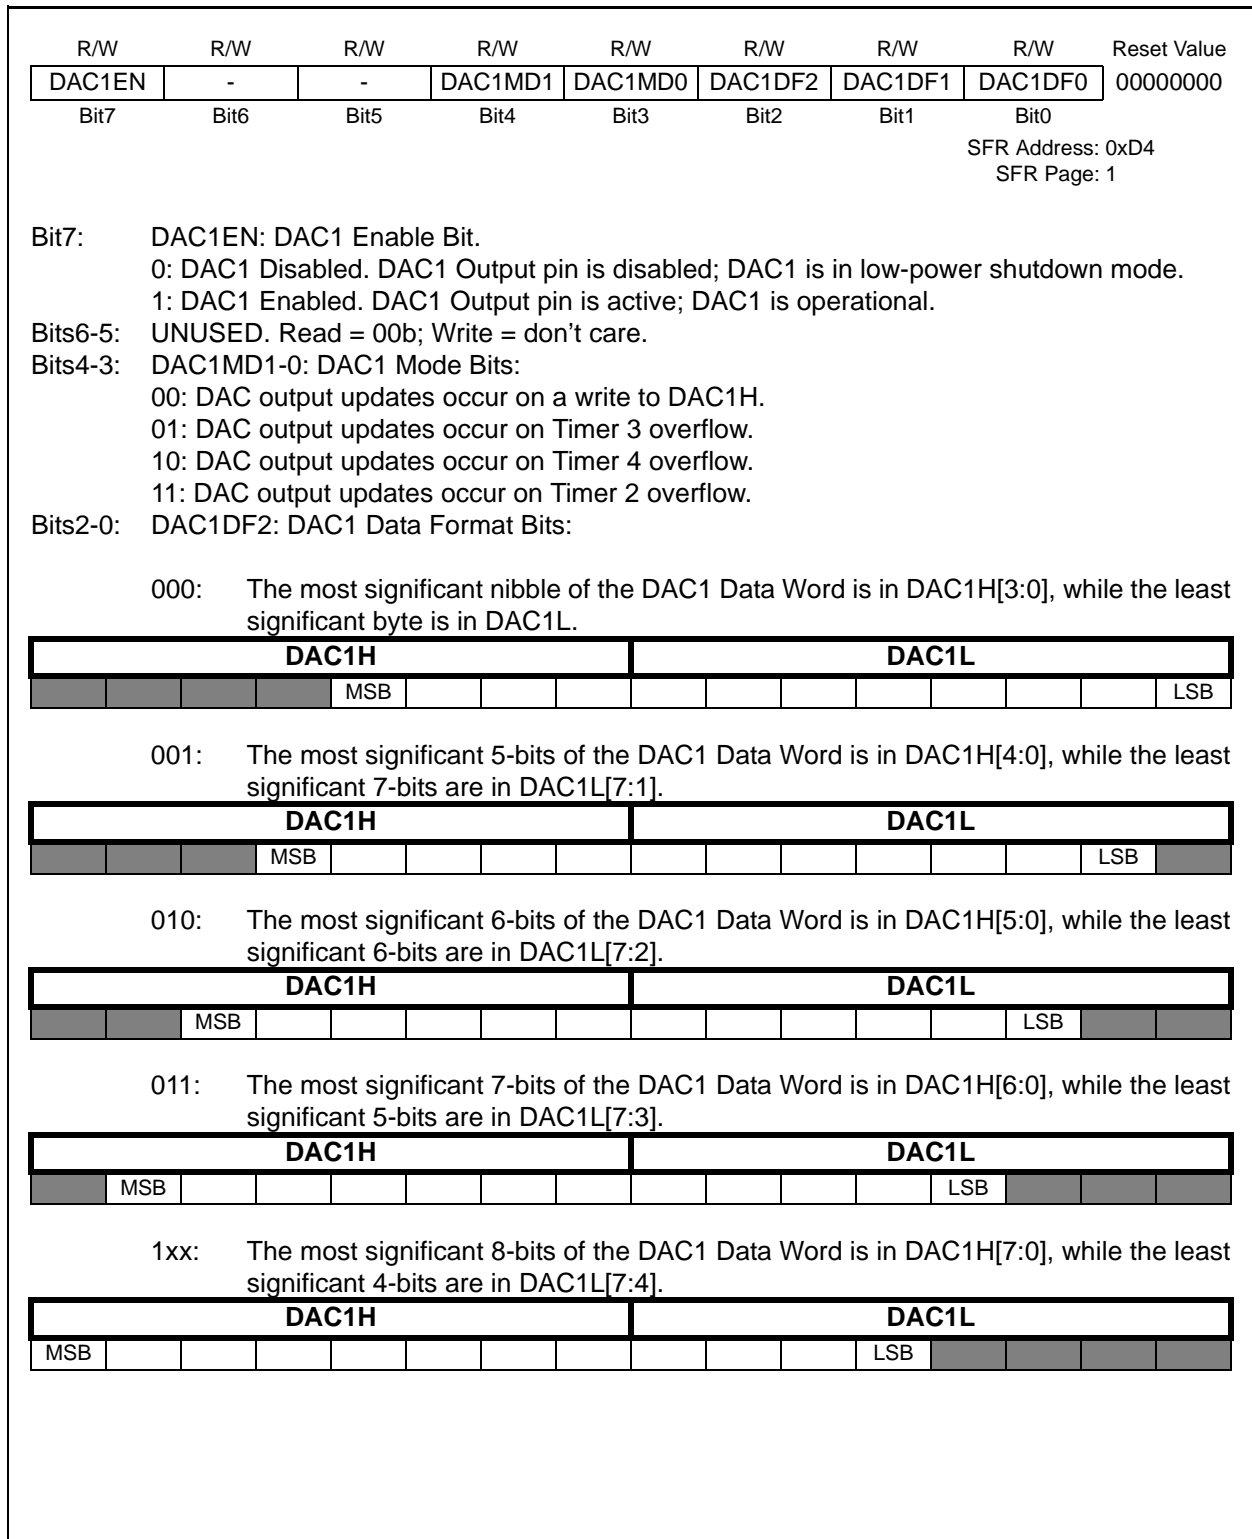 R/W R/W R/W R/W R/W R/W R/W R/W Reset Value
DAC1EN - - DAC1MD1 DAC1MD0 DAC1DF2 DAC1DF1 DAC1DF0 00000000
Bit7 Bit6 Bit5 Bit4 Bit3 Bit2 Bit1 Bit0
SFR Address: 0xD4
SFR Page: 1
Bit7: DAC1EN: DAC1 Enable Bit.
0: DAC1 Disabled. DAC1 Output pin is disabled; DAC1 is in low-power shutdown mode.
1: DAC1 Enabled. DAC1 Output pin is active; DAC1 is operational.
Bits6-5: UNUSED. Read = 00b; Write = don't care.
Bits4-3: DAC1MD1-0: DAC1 Mode Bits:
00: DAC output updates occur on a write to DAC1H.
01: DAC output updates occur on Timer 3 overflow.
10: DAC output updates occur on Timer 4 overflow.
11: DAC output updates occur on Timer 2 overflow.
Bits2-0: DAC1DF2: DAC1 Data Format Bits:
000: The most significant nibble of the DAC1 Data Word is in DAC1H[3:0], while the least
significant byte is in DAC1L.
DAC1H DAC1L
MSB LSB
001: The most significant 5-bits of the DAC1 Data Word is in DAC1H[4:0], while the least
significant 7-bits are in DAC1L[7:1].
DAC1H DAC1L
MSB LSB
010: The most significant 6-bits of the DAC1 Data Word is in DAC1H[5:0], while the least
significant 6-bits are in DAC1L[7:2].
DAC1H DAC1L
MSB LSB
011: The most significant 7-bits of the DAC1 Data Word is in DAC1H[6:0], while the least
significant 5-bits are in DAC1L[7:3].
DAC1H DAC1L
MSB LSB
1xx: The most significant 8-bits of the DAC1 Data Word is in DAC1H[7:0], while the least
significant 4-bits are in DAC1L[7:4].
DAC1H DAC1L
MSB LSB